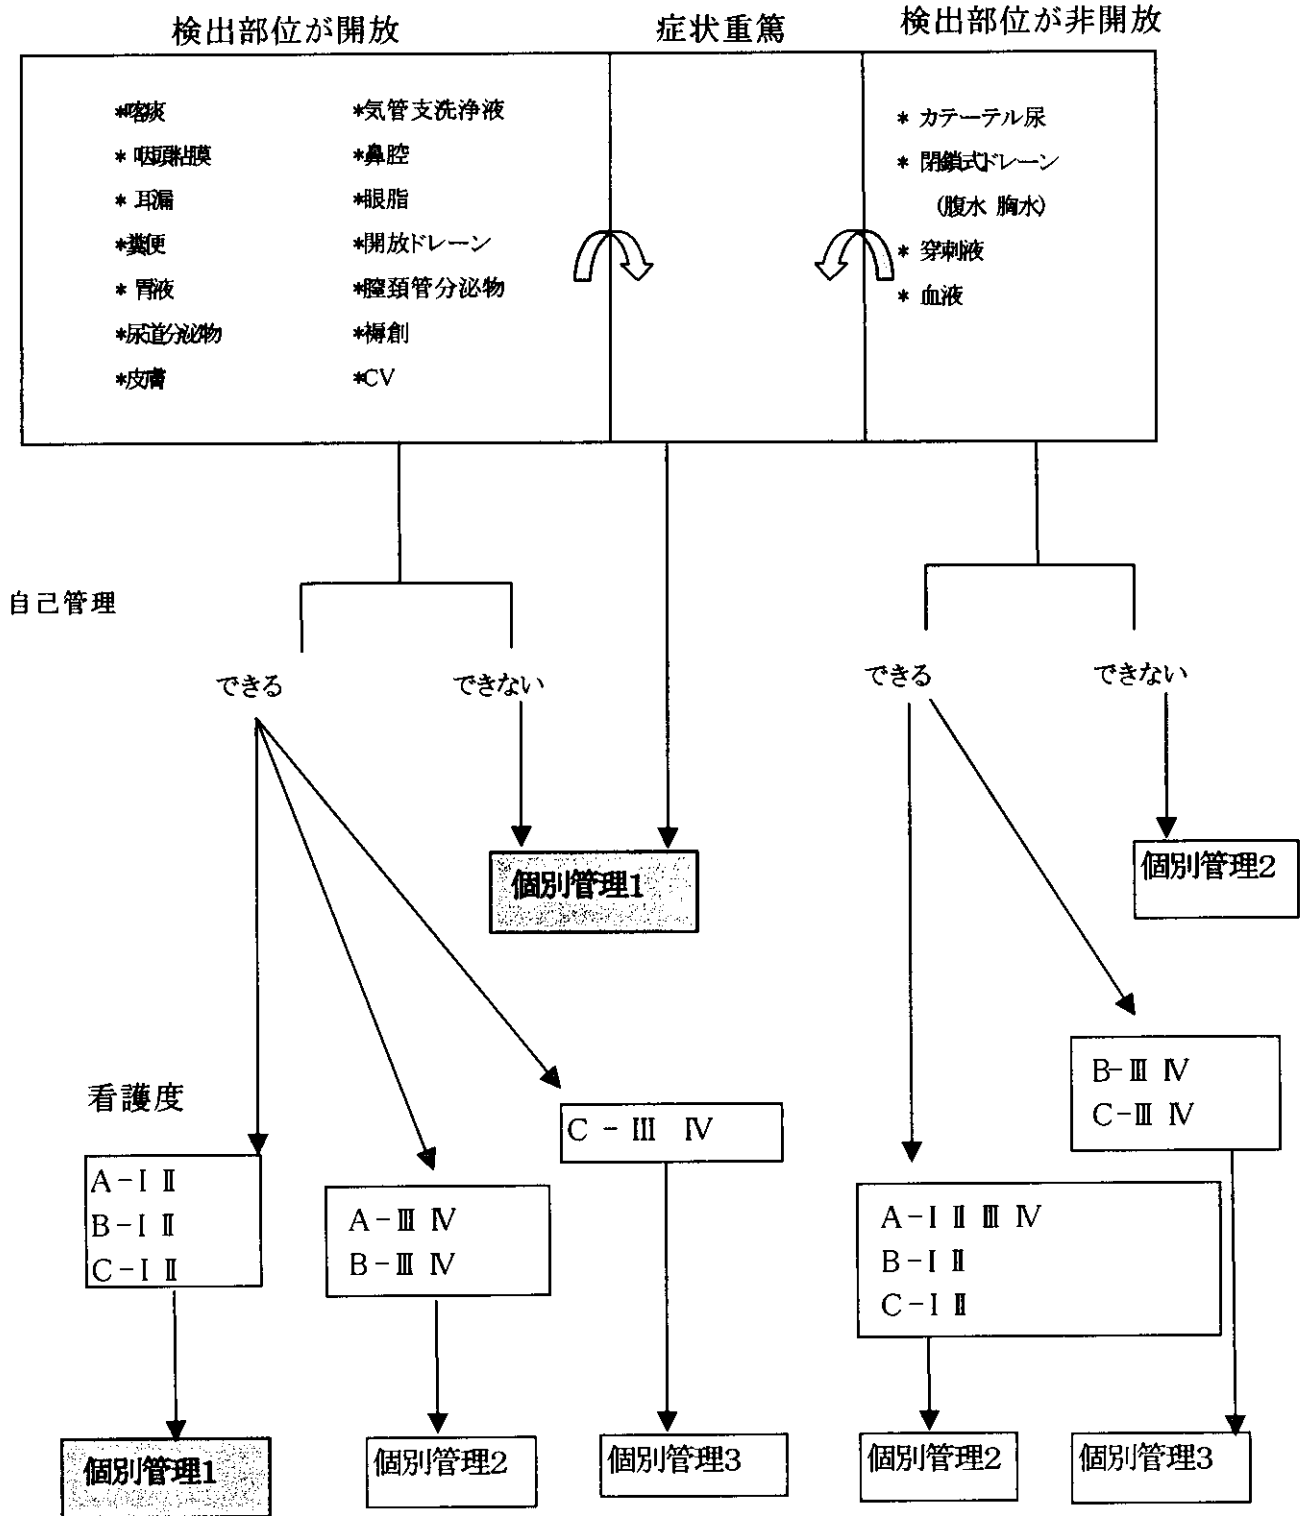 検出部位が開放
症状重篤
検出部位が非開放
*喀痰
*咽頭粘膜
*耳漏
*糞便
*胃液
*尿道分泌物
*皮膚
*気管支洗浄液
*鼻腔
*眼脂
*開放ドレーン
*膣頚管分泌物
*褥創
*CV
* カテーテル尿
* 閉鎖式ドレーン
(腹水 胸水)
* 穿刺液
* 血液
自己管理
できる
できない
できる
できない
個別管理1
個別管理2
看護度
A-Ⅰ Ⅱ
B-Ⅰ Ⅱ
C-Ⅰ Ⅱ
A-Ⅲ Ⅳ
B-Ⅲ Ⅳ
C-Ⅲ Ⅳ
A-Ⅰ Ⅱ Ⅲ Ⅳ
B-Ⅰ Ⅱ
C-Ⅰ Ⅱ
B-Ⅲ Ⅳ
C-Ⅲ Ⅳ
個別管理1
個別管理2
個別管理3
個別管理2
個別管理3